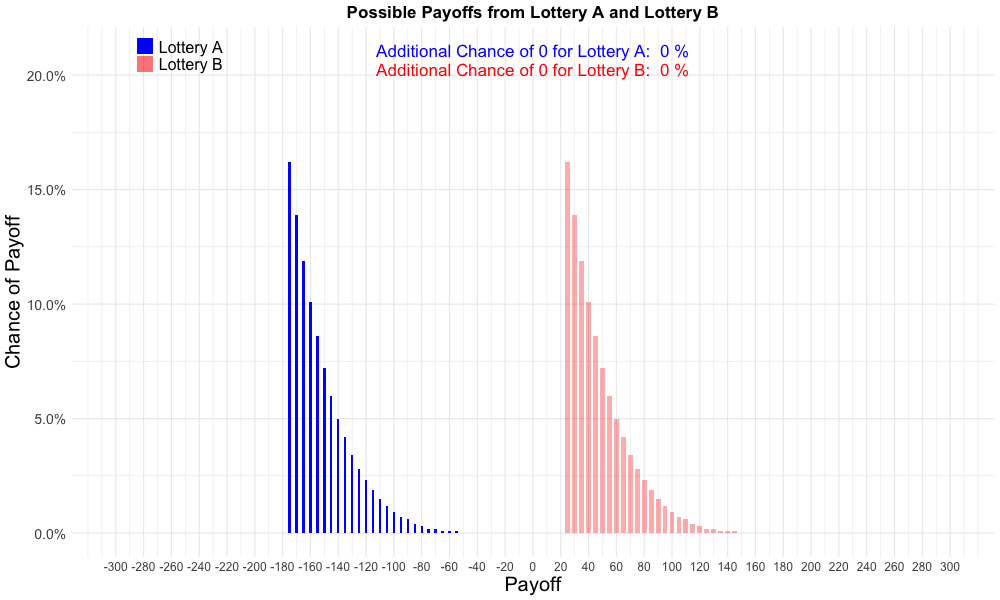 Possible Payoffs from Lottery A and Lottery B
Lottery A
Lottery B
Additional Chance of 0 for Lottery A:  0 %
Additional Chance of 0 for Lottery B:  0 %
Chance of Payoff
20.0%
15.0%
10.0%
5.0%
0.0%
-300 -280 -260 -240 -220 -200 -180 -160 -140 -120 -100 -80 -60 -40 -20 0 20 40 60 80 100 120 140 160 180 200 220 240 260 280 300
Payoff